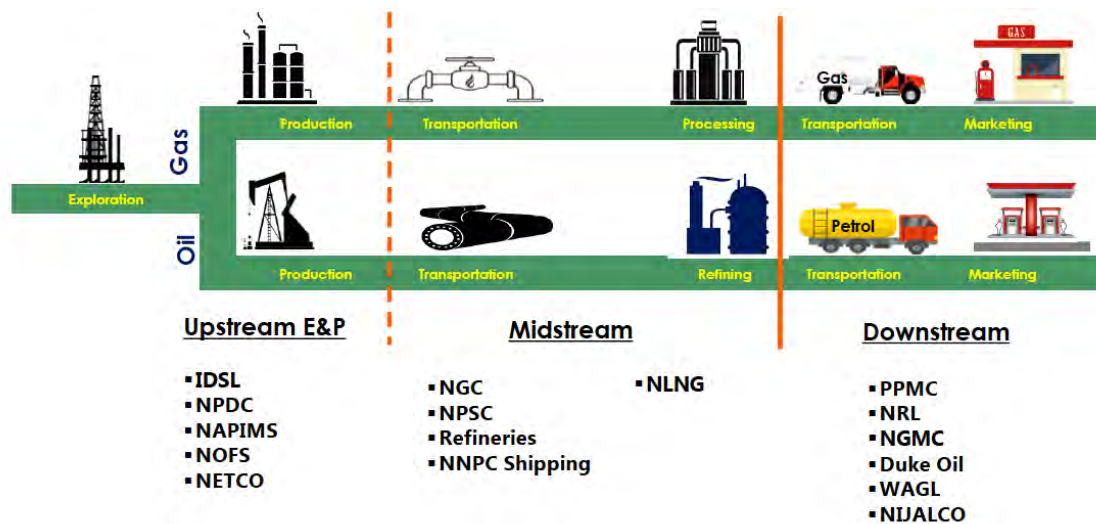 GAS
Gas
Production
Transportation
Processing
Transportation
Marketing
Gas
Exploration
Oil
Petrol
Production
Transportation
Refining
Transportation
Marketing
Upstream E&P
▪IDSL
▪NPDC
▪NAPIMS
▪NOFS
▪NETCO
Midstream
▪NGC
▪NPSC
▪Refineries
▪NNPC Shipping
▪NLNG
Downstream
▪PPMC
▪NRL
▪NGMC
▪Duke Oil
▪WAGL
▪NIJALCO